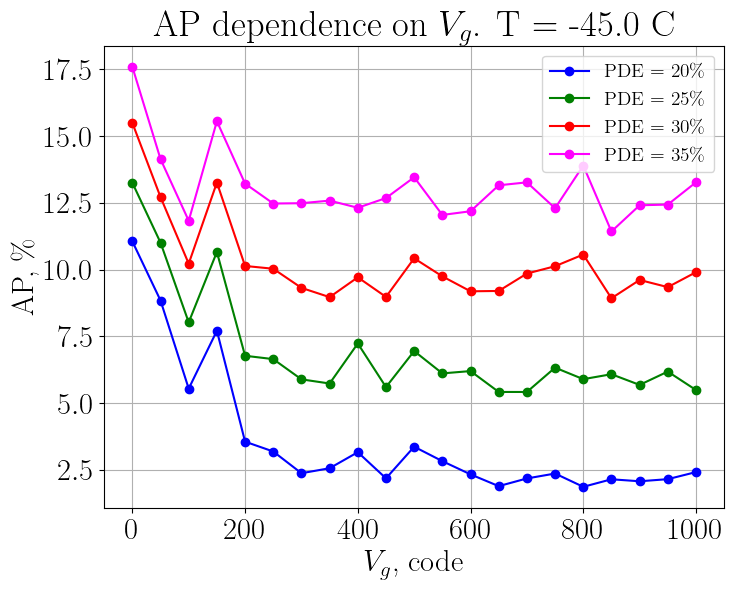 AP dependence on V_g. T = -45.0 C
17.5
15.0
12.5
10.0
7.5
5.0
2.5
AP, %
PDE = 20%
PDE = 25%
PDE = 30%
PDE = 35%
0 200 400 600 800 1000
V_g, code